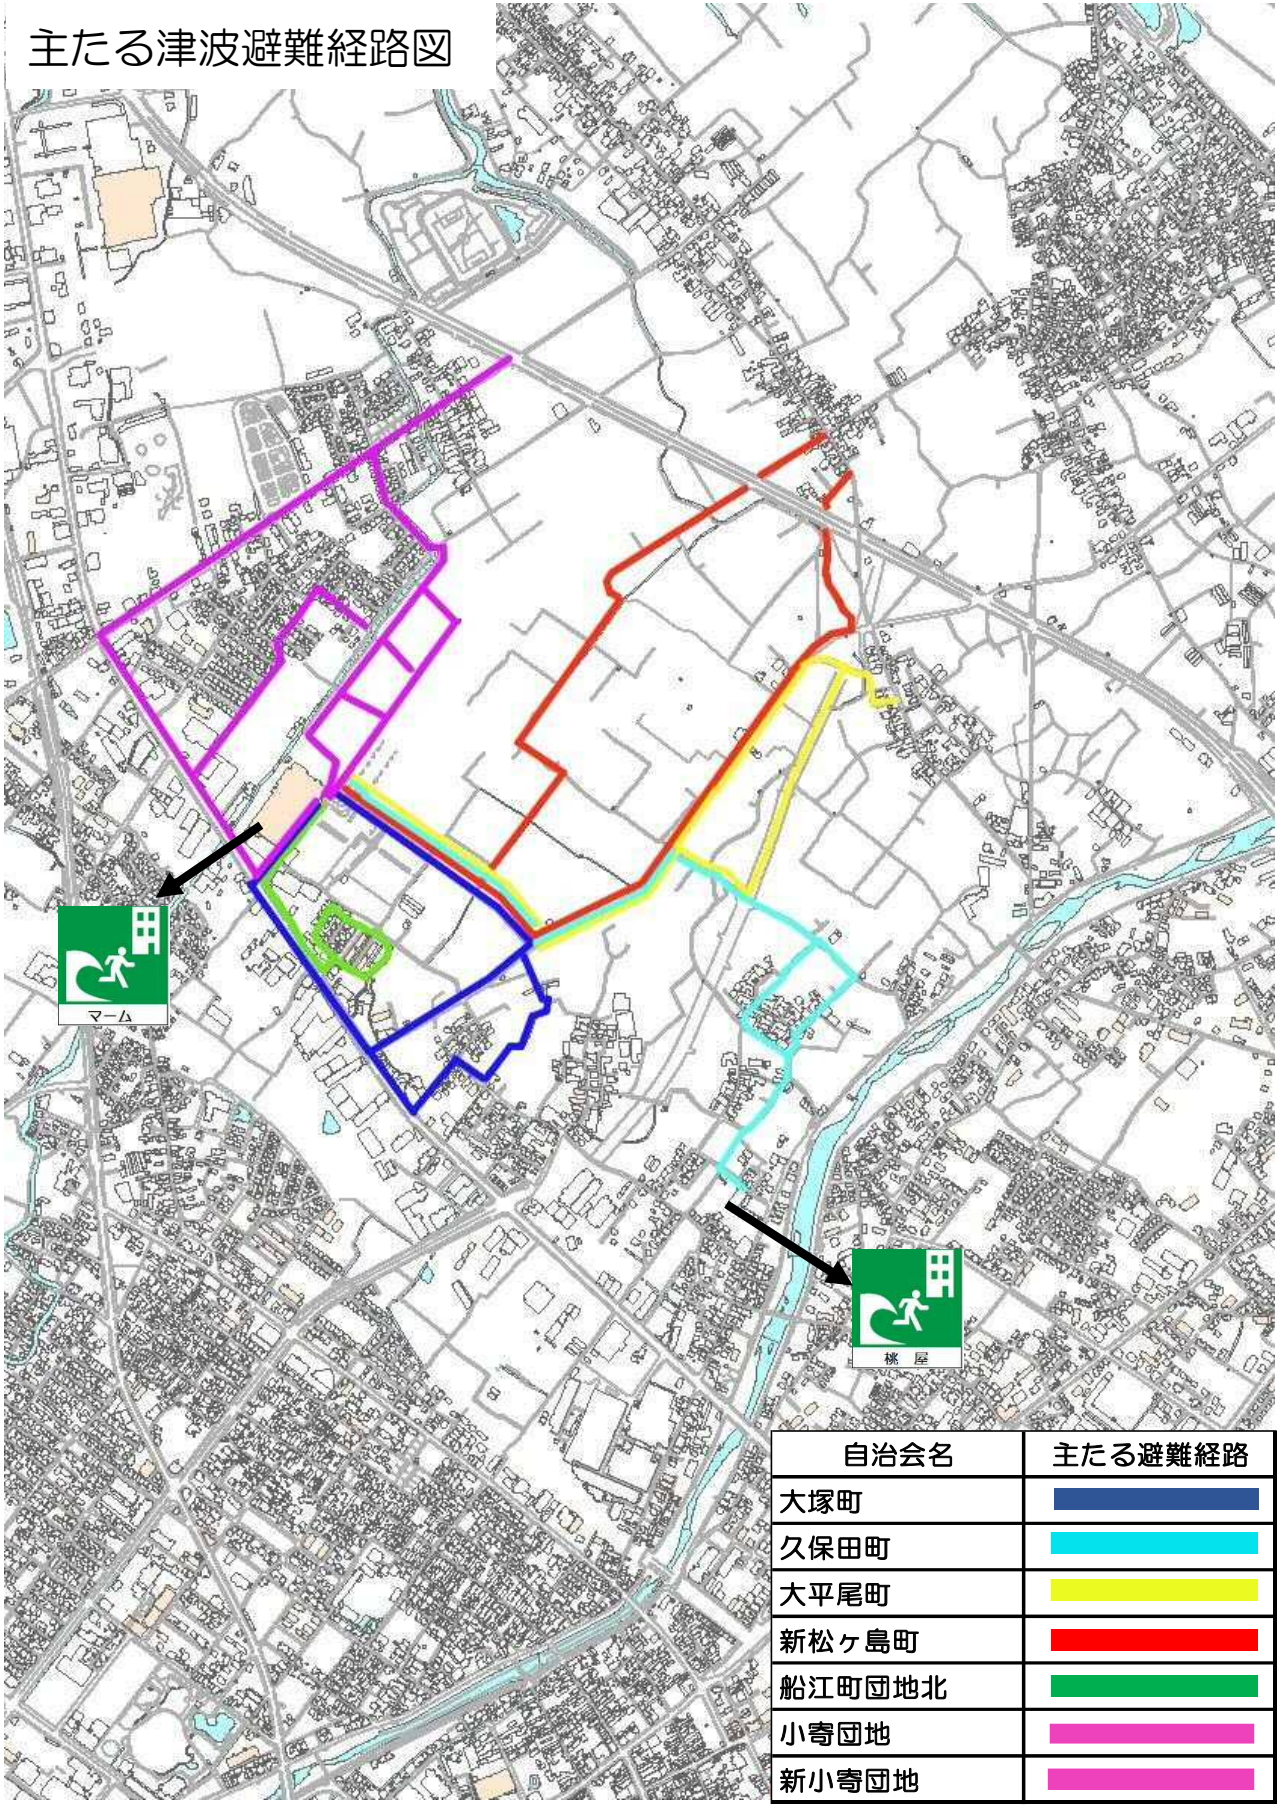 主たる津波避難経路図
マーム
桃 屋
自治会名 主たる避難経路
大塚町
久保田町
大平尾町
新松ヶ島町
船江町団地北
小寄団地
新小寄団地